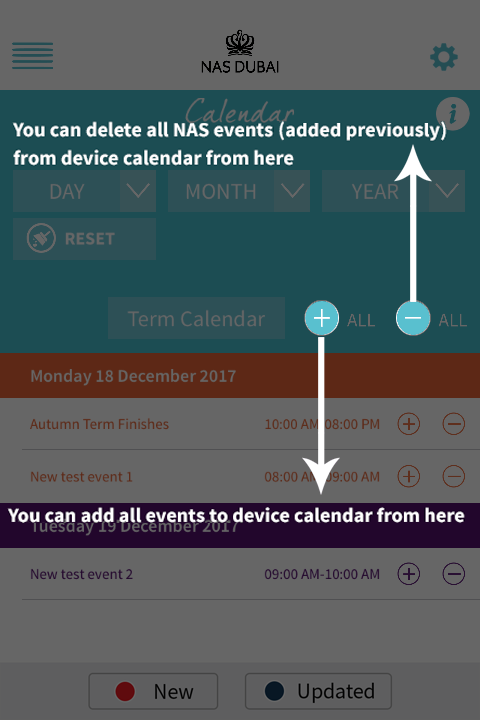 NAS DUBAI
Calendar
i
You can delete all NAS events (added previously)
from device calendar from here
DAY MONTH YEAR
RESET
Term Calendar + ALL − ALL
Monday 18 December 2017
Autumn Term Finishes 10:00 AM-08:00 PM + −
New test event 1 08:00 AM-09:00 AM + −
You can add all events to device calendar from here
Tuesday 19 December 2017
New test event 2 09:00 AM-10:00 AM + −
New Updated